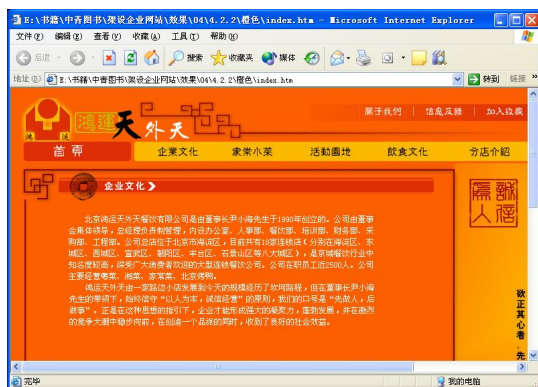 E:\书籍\中青图书\架设企业网站\效果\04\4.2.2\橙色\index.htm - Microsoft Internet Explorer
文件(F) 编辑(E) 查看(V) 收藏(A) 工具(T) 帮助(H)
后退 搜索 收藏夹 媒体
地址(D) E:\书籍\中青图书\架设企业网站\效果\04\4.2.2\橙色\index.htm 转到 链接 »
關于我們 | 信息反饋 | 加入收藏
鴻運天外天
鸿 运
首頁 企業文化 家常小菜 活動園地 飲食文化 分店介紹
企业文化
北京鸿运天外天餐饮有限公司是由董事长尹小海先生于1990年创立的。公司由董事
会集体领导,总经理负责制管理,内设办公室、人事部、餐饮部、培训部、财务部、采
购部、工程部。公司总店位于北京市海淀区,目前共有18家连锁店(分别在海淀区、东
城区、西城区、宣武区、朝阳区、丰台区、石景山区等八大城区),是京城餐饮行业中
知名度较高,深受广大消费者欢迎的大型连锁餐饮公司。公司在职员工近2500人。公司
主要经营粤菜、湘菜、家常菜、北京烤鸭。
鸿运天外天由一家路边小店发展到今天的规模经历了坎坷路程,但在董事长尹小海
先生的带领下,始终信守“以人为本,诚信经营”的原则,我们的口号是“先做人,后
做事”。正是在这种思想的指引下,企业才能形成强大的凝聚力,蓬勃发展,并在激烈
的竞争大潮中稳步向前,在创造一个品牌的同时,收到了良好的社会效益。
誠信
人
欲正其心者,先
完毕 我的电脑